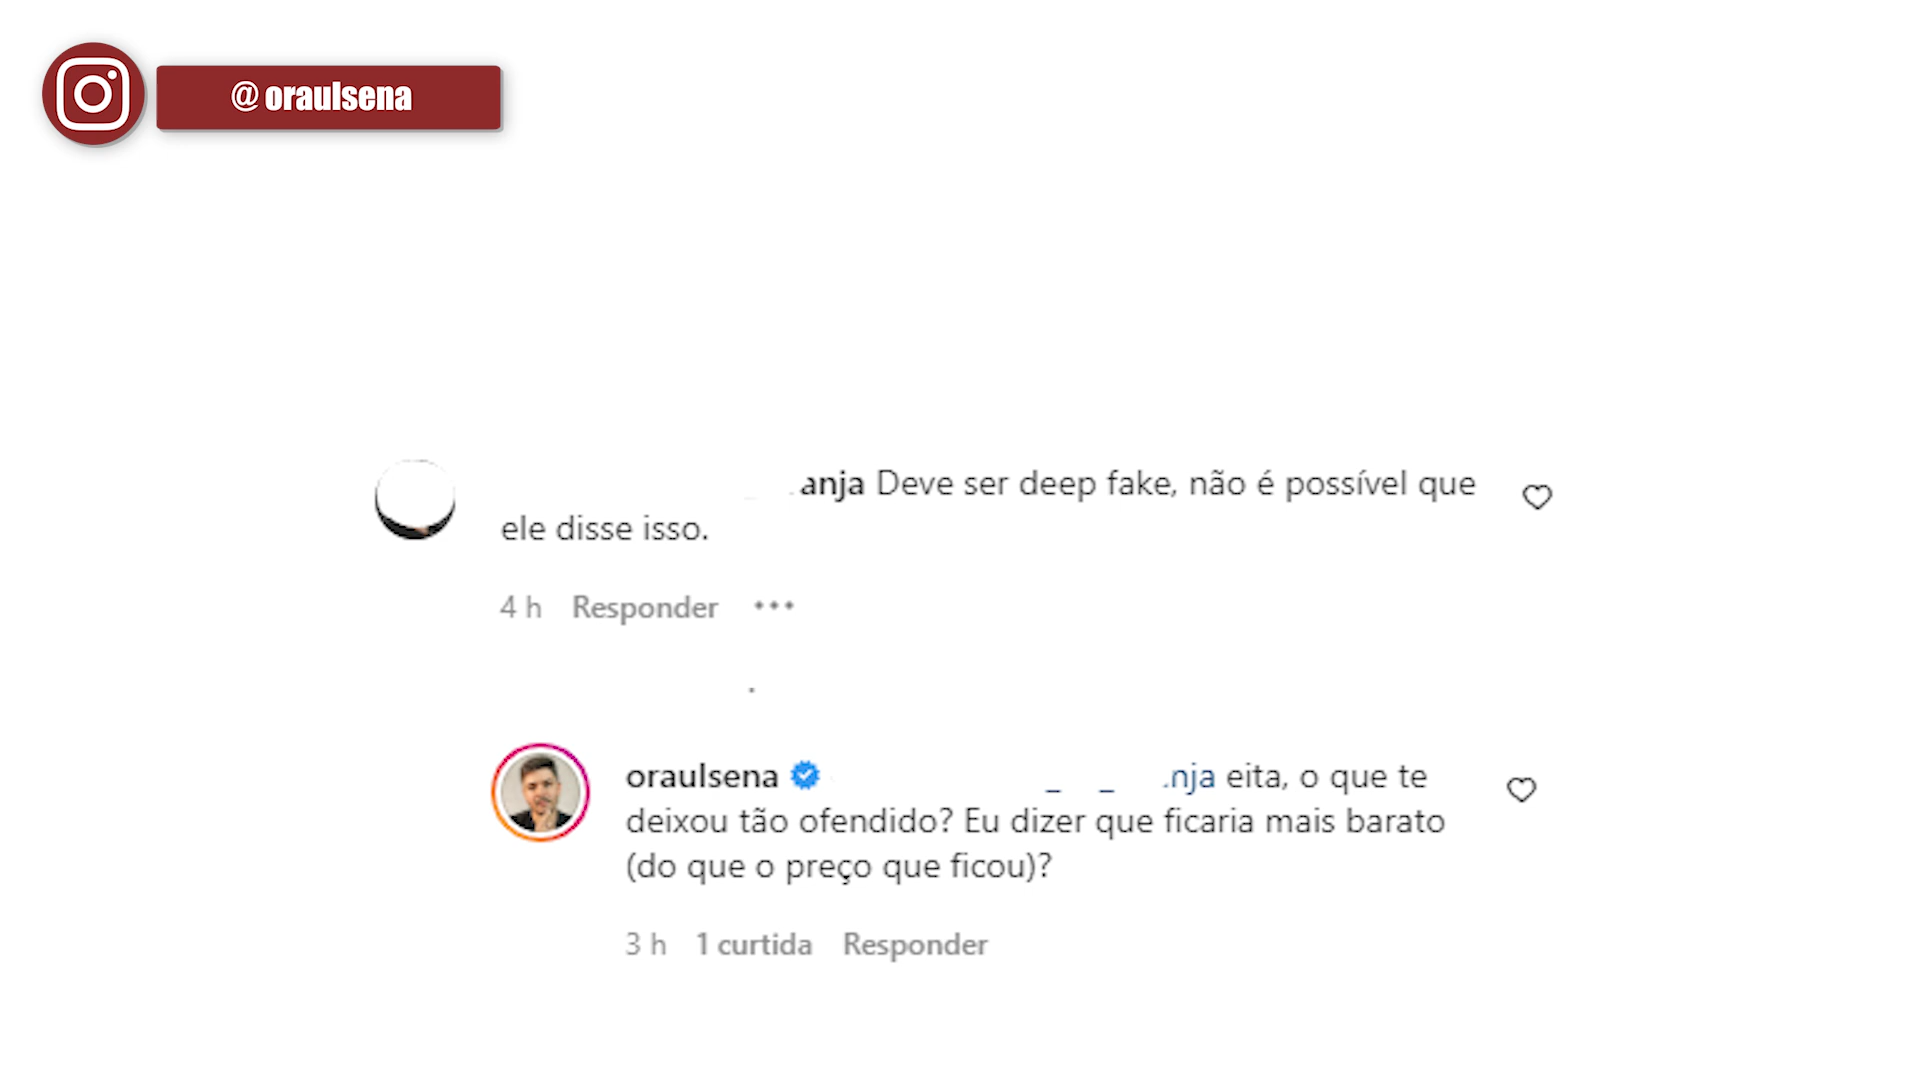 @oraulsena
anja Deve ser deep fake, não é possível que
ele disse isso.
4 h Responder •••
oraulsena _ _ nja eita, o que te
deixou tão ofendido? Eu dizer que ficaria mais barato
(do que o preço que ficou)?
3 h 1 curtida Responder